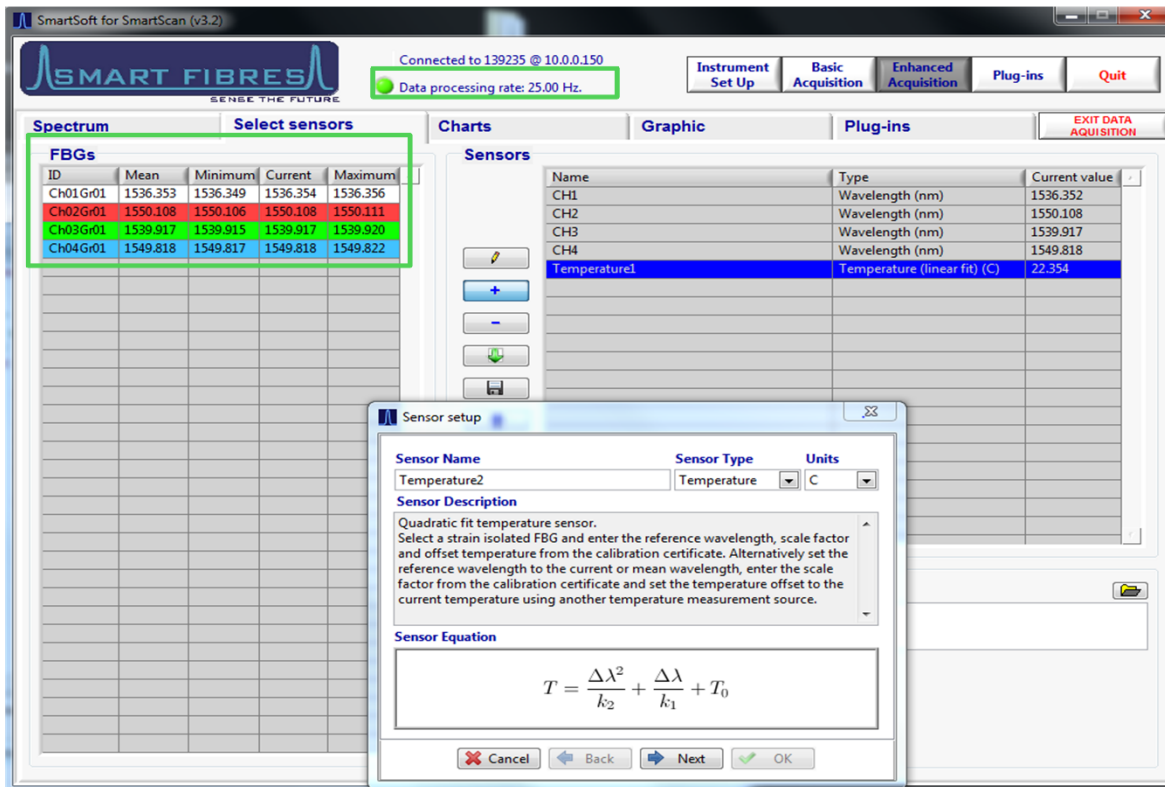 SmartSoft for SmartScan (v3.2)
SMART FIBRES
SENSE THE FUTURE
Connected to 139235 @ 10.0.0.150
Data processing rate: 25.00 Hz.
Instrument Set Up
Basic Acquisition
Enhanced Acquisition
Plug-ins
Quit
Spectrum
Select sensors
Charts
Graphic
Plug-ins
EXIT DATA AQUISITION
FBGs
ID Mean Minimum Current Maximum
Ch01Gr01 1536.353 1536.349 1536.354 1536.356
Ch02Gr01 1550.108 1550.106 1550.108 1550.111
Ch03Gr01 1539.917 1539.915 1539.917 1539.920
Ch04Gr01 1549.818 1549.817 1549.818 1549.822
Sensors
Name Type Current value
CH1 Wavelength (nm) 1536.352
CH2 Wavelength (nm) 1550.108
CH3 Wavelength (nm) 1539.917
CH4 Wavelength (nm) 1549.818
Temperature1 Temperature (linear fit) (C) 22.354
Sensor setup
Sensor Name Sensor Type Units
Temperature2 Temperature C
Sensor Description
Quadratic fit temperature sensor.
Select a strain isolated FBG and enter the reference wavelength, scale factor
and offset temperature from the calibration certificate. Alternatively set the
reference wavelength to the current or mean wavelength, enter the scale
factor from the calibration certificate and set the temperature offset to the
current temperature using another temperature measurement source.
Sensor Equation
T = Δλ²/k₂ + Δλ/k₁ + T₀
Cancel Back Next OK